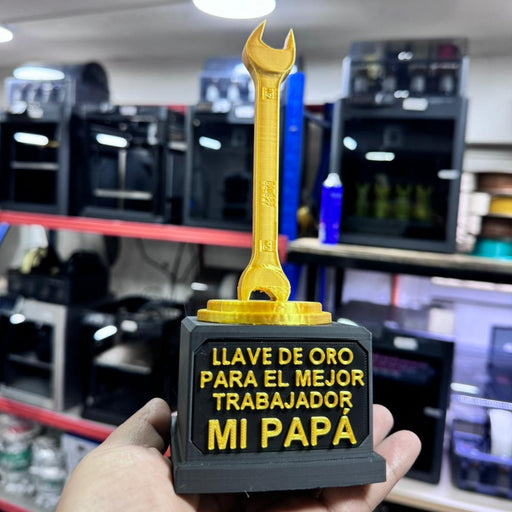 LLAVE DE ORO
PARA EL MEJOR
TRABAJADOR
MI PAPÁ